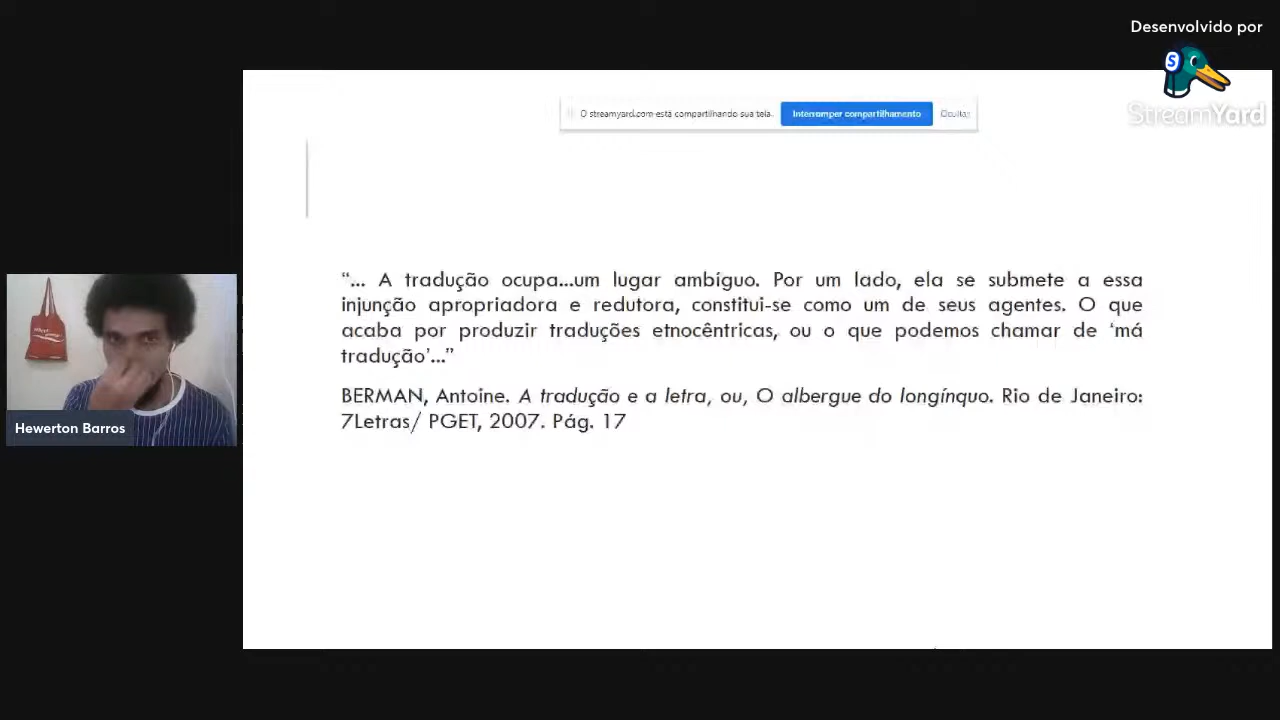 Desenvolvido por
StreamYard
O streamyard.com está compartilhando sua tela.
Interromper compartilhamento
Ocultar
“... A tradução ocupa...um lugar ambíguo. Por um lado, ela se submete a essa
injunção apropriadora e redutora, constitui-se como um de seus agentes. O que
acaba por produzir traduções etnocêntricas, ou o que podemos chamar de ‘má
tradução’...”
BERMAN, Antoine. A tradução e a letra, ou, O albergue do longínquo. Rio de Janeiro:
7Letras/ PGET, 2007. Pág. 17
Hewerton Barros